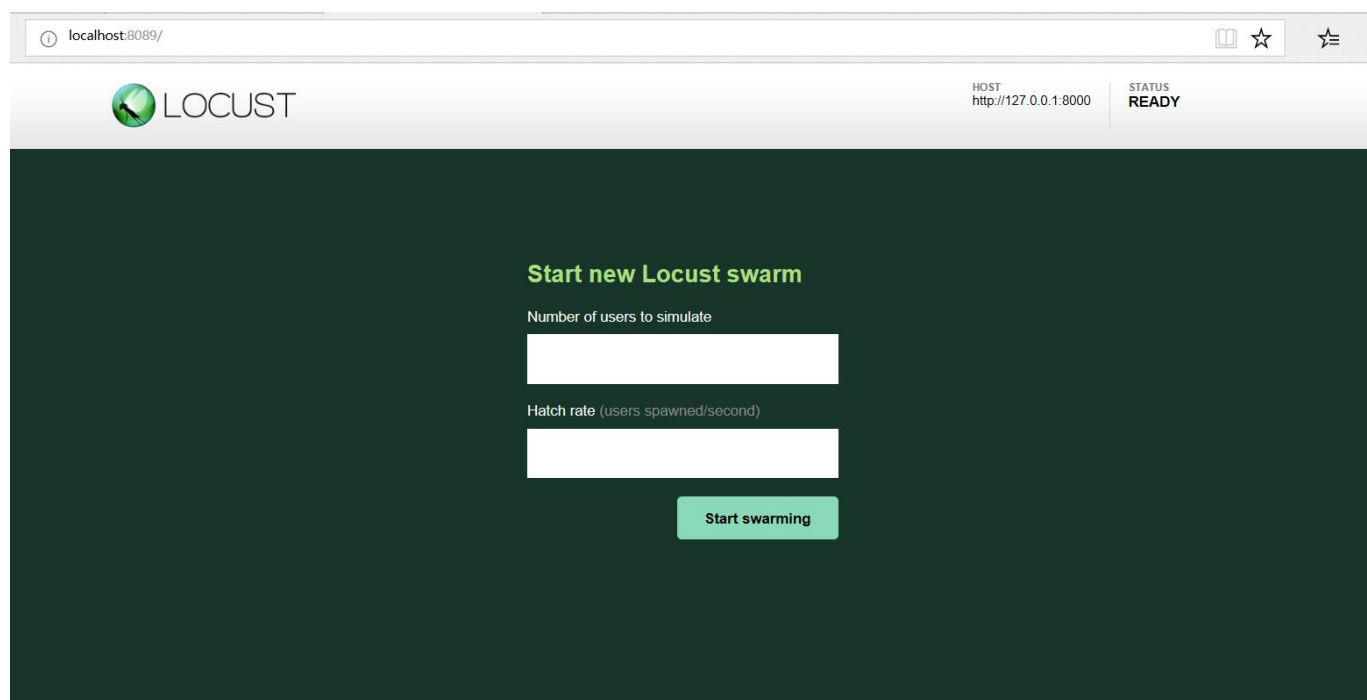 localhost:8089/
LOCUST
HOST
http://127.0.0.1:8000
STATUS
READY
Start new Locust swarm
Number of users to simulate
Hatch rate (users spawned/second)
Start swarming